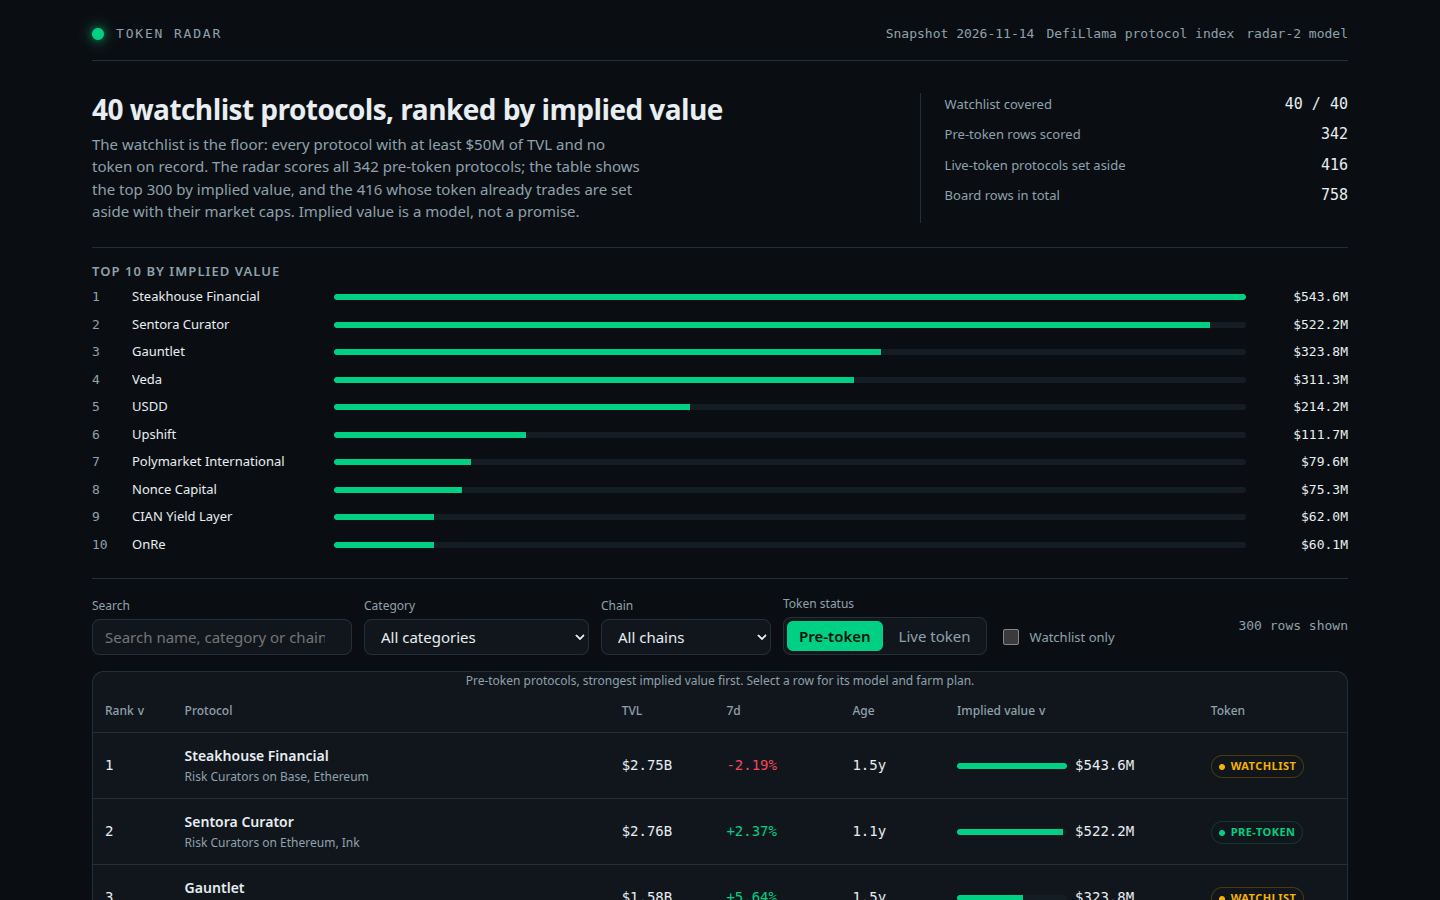 TOKEN RADAR
Snapshot 2026-11-14 DefiLlama protocol index radar-2 model
40 watchlist protocols, ranked by implied value
The watchlist is the floor: every protocol with at least $50M of TVL and no
token on record. The radar scores all 342 pre-token protocols; the table shows
the top 300 by implied value, and the 416 whose token already trades are set
aside with their market caps. Implied value is a model, not a promise.
Watchlist covered 40 / 40
Pre-token rows scored 342
Live-token protocols set aside 416
Board rows in total 758
TOP 10 BY IMPLIED VALUE
1 Steakhouse Financial $543.6M
2 Sentora Curator $522.2M
3 Gauntlet $323.8M
4 Veda $311.3M
5 USDD $214.2M
6 Upshift $111.7M
7 Polymarket International $79.6M
8 Nonce Capital $75.3M
9 CIAN Yield Layer $62.0M
10 OnRe $60.1M
Search
Category
Chain
Token status
Search name, category or chain
All categories
All chains
Pre-token
Live token
Watchlist only
300 rows shown
Pre-token protocols, strongest implied value first. Select a row for its model and farm plan.
Rank v Protocol TVL 7d Age Implied value v Token
1 Steakhouse Financial $2.75B -2.19% 1.5y $543.6M WATCHLIST
Risk Curators on Base, Ethereum
2 Sentora Curator $2.76B +2.37% 1.1y $522.2M PRE-TOKEN
Risk Curators on Ethereum, Ink
3 Gauntlet $1.58B +5.64% 1.5y $323.8M WATCHLIST